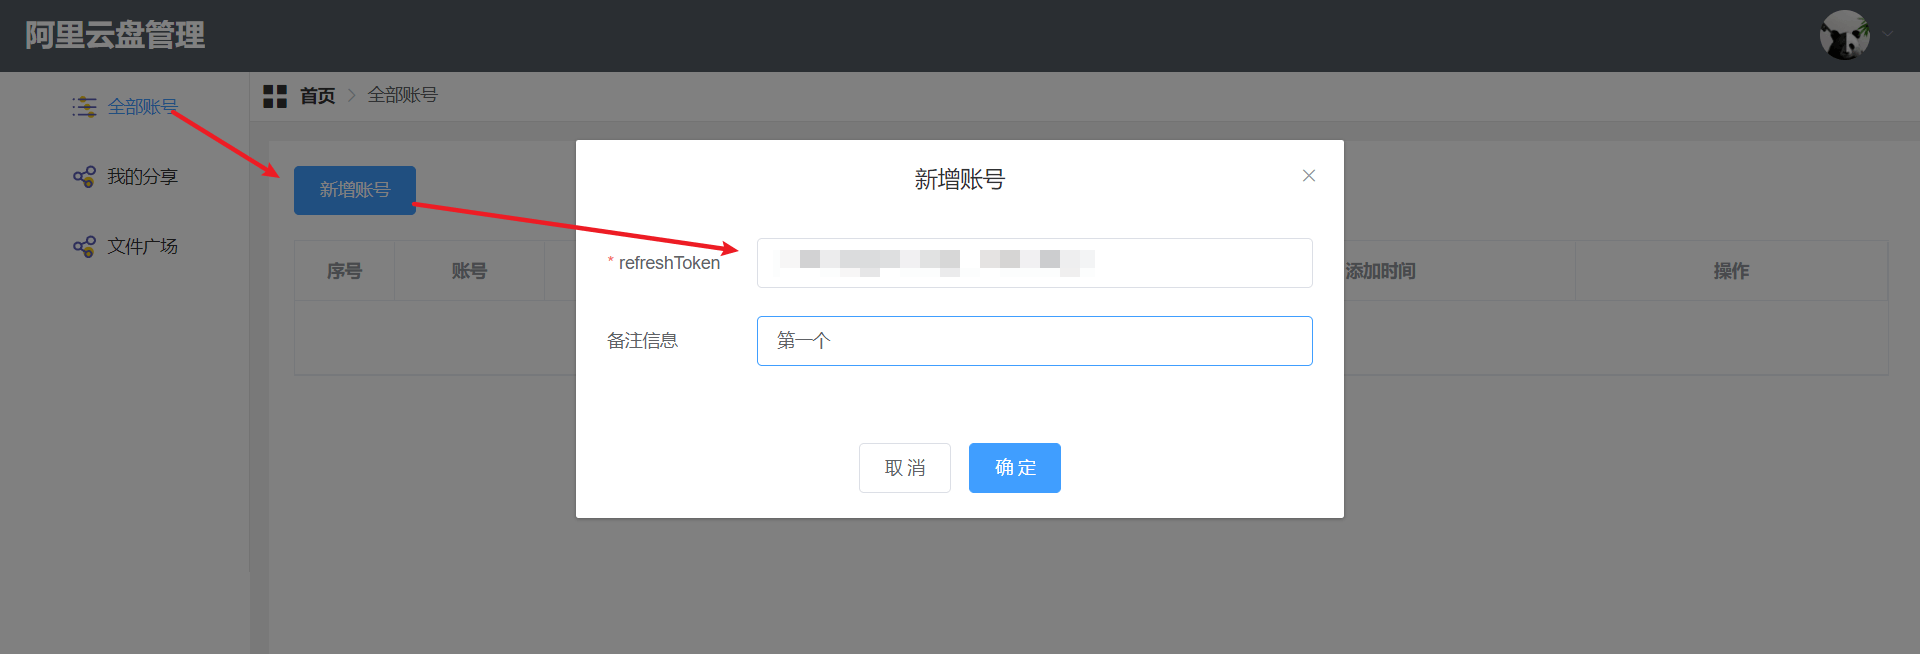 阿里云盘管理
全部账号
我的分享
文件广场
首页 > 全部账号
新增账号
序号 账号 添加时间 操作
新增账号
* refreshToken
备注信息 第一个
取消 确定